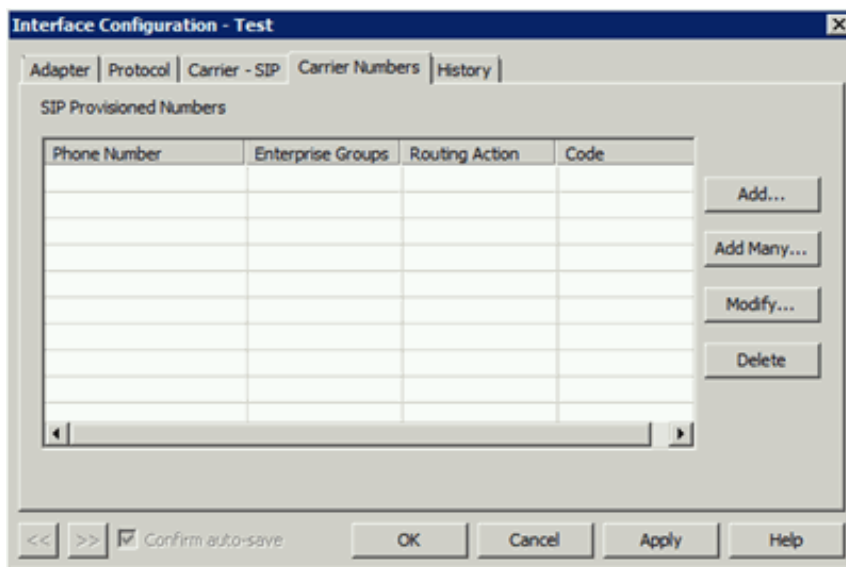 Interface Configuration - Test
Adapter Protocol Carrier - SIP Carrier Numbers History
SIP Provisioned Numbers
Phone Number Enterprise Groups Routing Action Code
Add...
Add Many...
Modify...
Delete
<< >> Confirm auto-save OK Cancel Apply Help